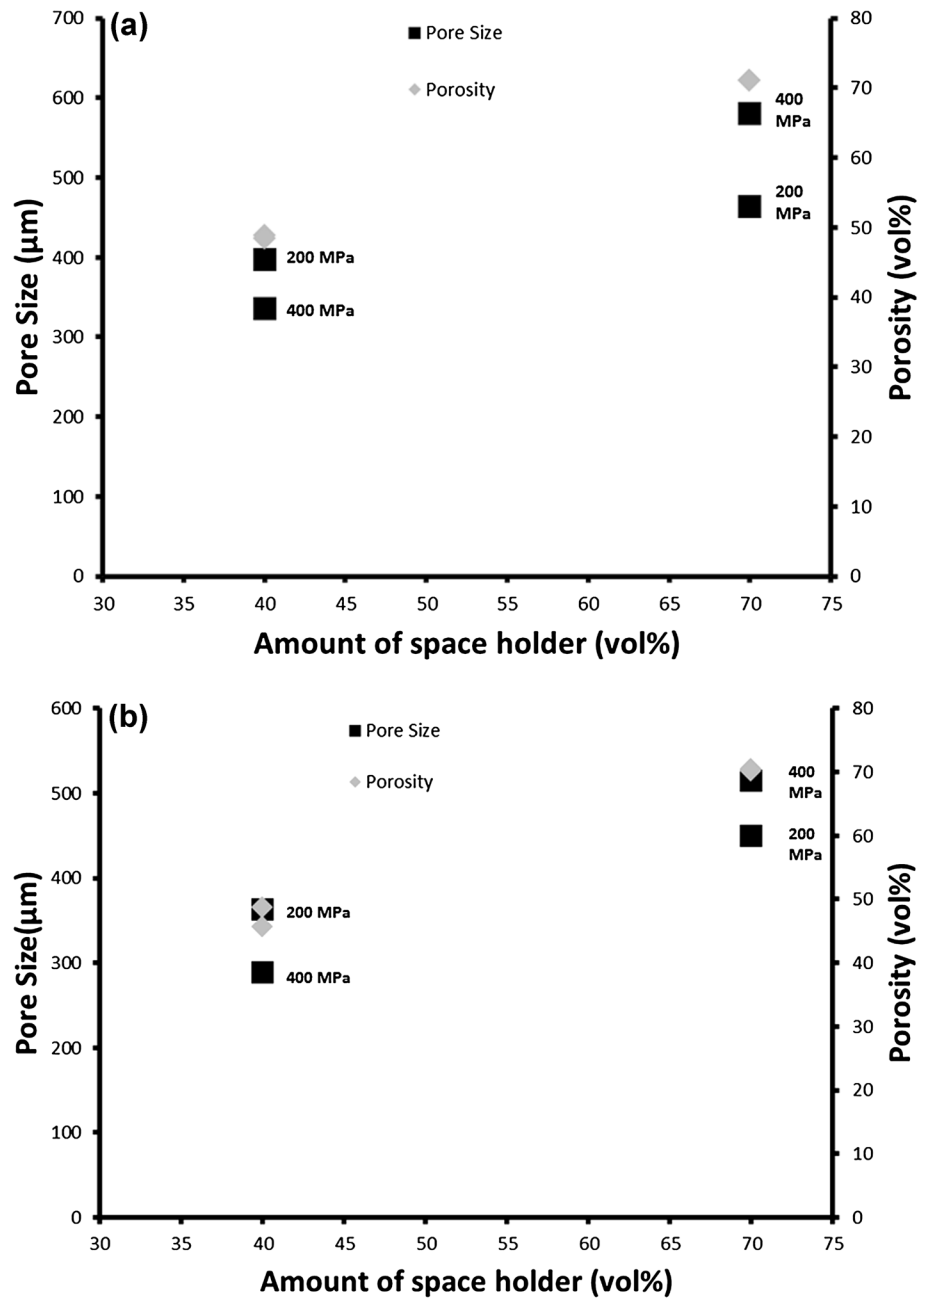 (a)
Pore Size
Porosity
700
600
500
400
300
200
100
0
80
70
60
50
40
30
20
10
0
400
MPa
200
MPa
200 MPa
400 MPa
30 35 40 45 50 55 60 65 70 75
Pore Size (μm)
Porosity (vol%)
Amount of space holder (vol%)
(b)
Pore Size
Porosity
600
500
400
300
200
100
0
80
70
60
50
40
30
20
10
0
400
MPa
200
MPa
200 MPa
400 MPa
30 35 40 45 50 55 60 65 70 75
Pore Size(μm)
Porosity (vol%)
Amount of space holder (vol%)